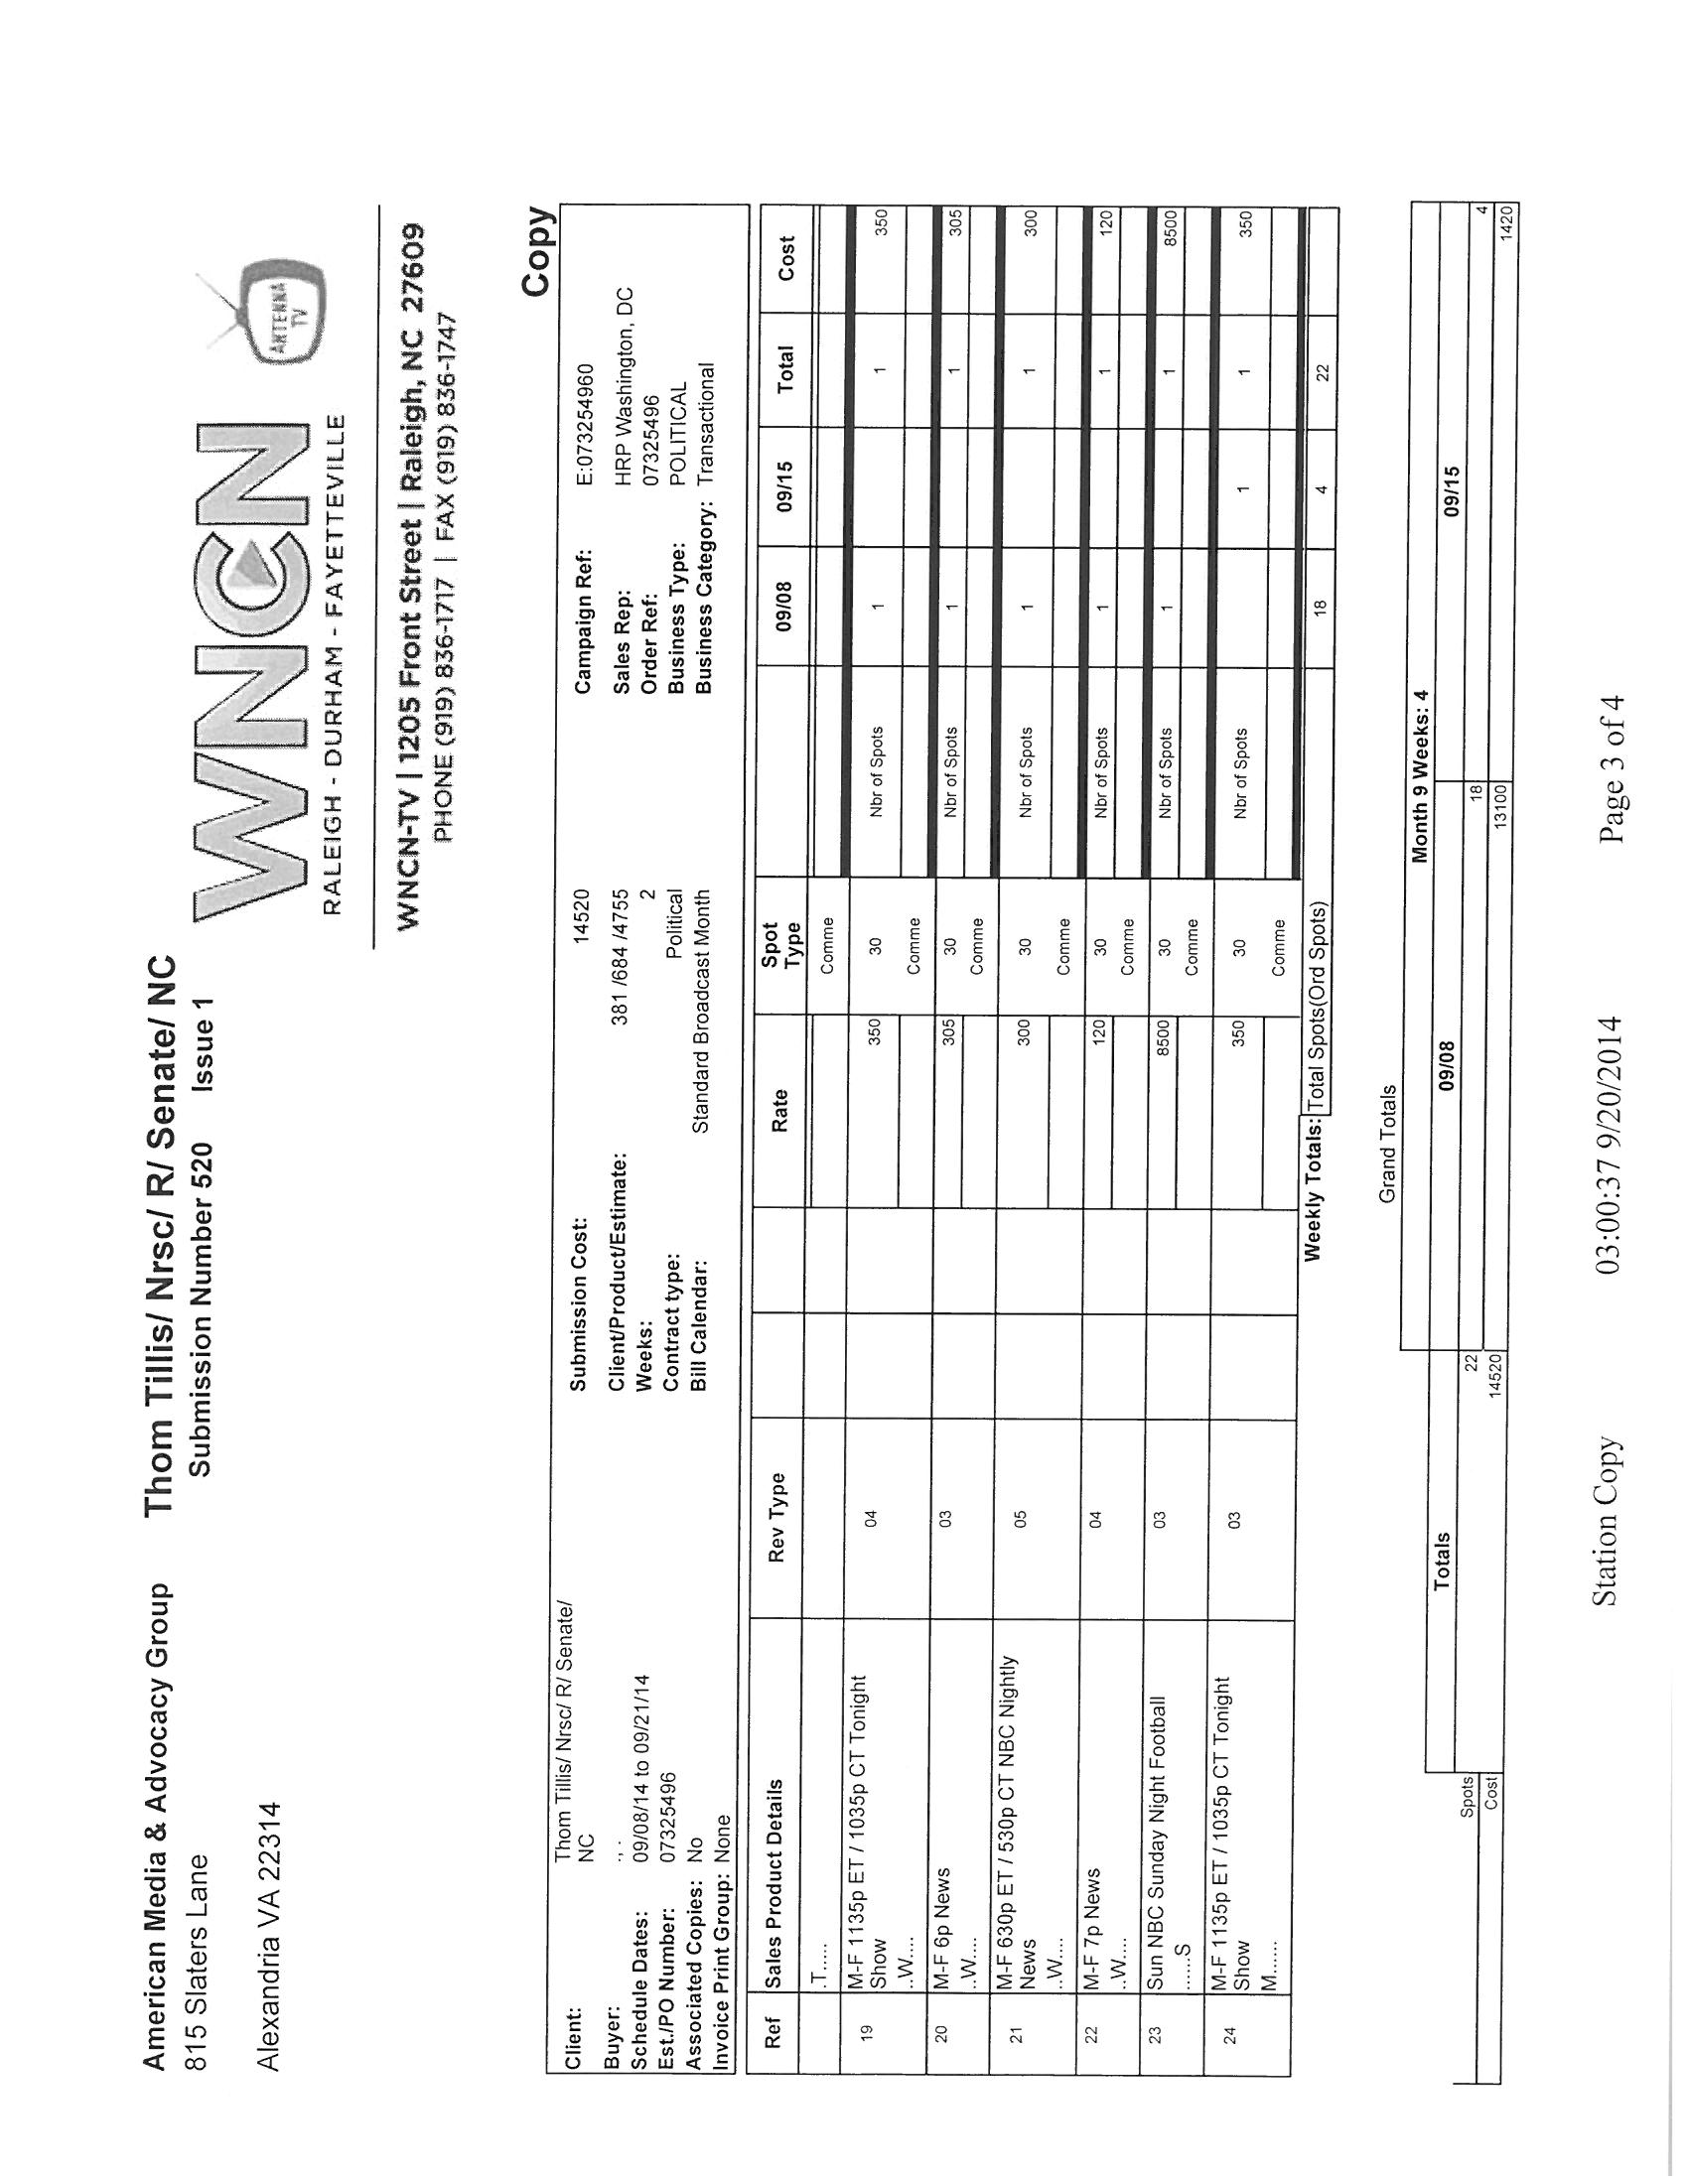 American Media & Advocacy Group
815 Slaters Lane
Alexandria VA 22314
Thom Tillis/ Nrsc/ R/ Senate/ NC
Submission Number 520 Issue 1
WNCN
RALEIGH - DURHAM - FAYETTEVILLE
ANTENNA
TV
WNCN-TV | 1205 Front Street | Raleigh, NC 27609
PHONE (919) 836-1717 | FAX (919) 836-1747
Copy
Client: Thom Tillis/ Nrsc/ R/ Senate/ Submission Cost: 14520 Campaign Ref: E:073254960
NC
Buyer: ., . Client/Product/Estimate: 381 /684 /4755 Sales Rep: HRP Washington, DC
Schedule Dates: 09/08/14 to 09/21/14 Weeks: 2 Order Ref: 07325496
Est./PO Number: 07325496 Contract type: Political Business Type: POLITICAL
Associated Copies: No Bill Calendar: Standard Broadcast Month Business Category: Transactional
Invoice Print Group: None
Ref Sales Product Details Rev Type Rate Spot Type 09/08 09/15 Total Cost
.T..... Comme
19 M-F 1135p ET / 1035p CT Tonight 04 350 30 Nbr of Spots 1 1 350
Show
..W.... Comme
20 M-F 6p News 03 305 30 Nbr of Spots 1 1 305
..W.... Comme
21 M-F 630p ET / 530p CT NBC Nightly 05 300 30 Nbr of Spots 1 1 300
News
..W.... Comme
22 M-F 7p News 04 120 30 Nbr of Spots 1 1 120
..W.... Comme
23 Sun NBC Sunday Night Football 03 8500 30 Nbr of Spots 1 1 8500
......S Comme
24 M-F 1135p ET / 1035p CT Tonight 03 350 30 Nbr of Spots 1 1 350
Show
M...... Comme
Weekly Totals: Total Spots(Ord Spots) 18 4 22
Grand Totals
Month 9 Weeks: 4
Totals 09/08 09/15
Spots 22 18 4
Cost 14520 13100 1420
Station Copy 03:00:37 9/20/2014 Page 3 of 4